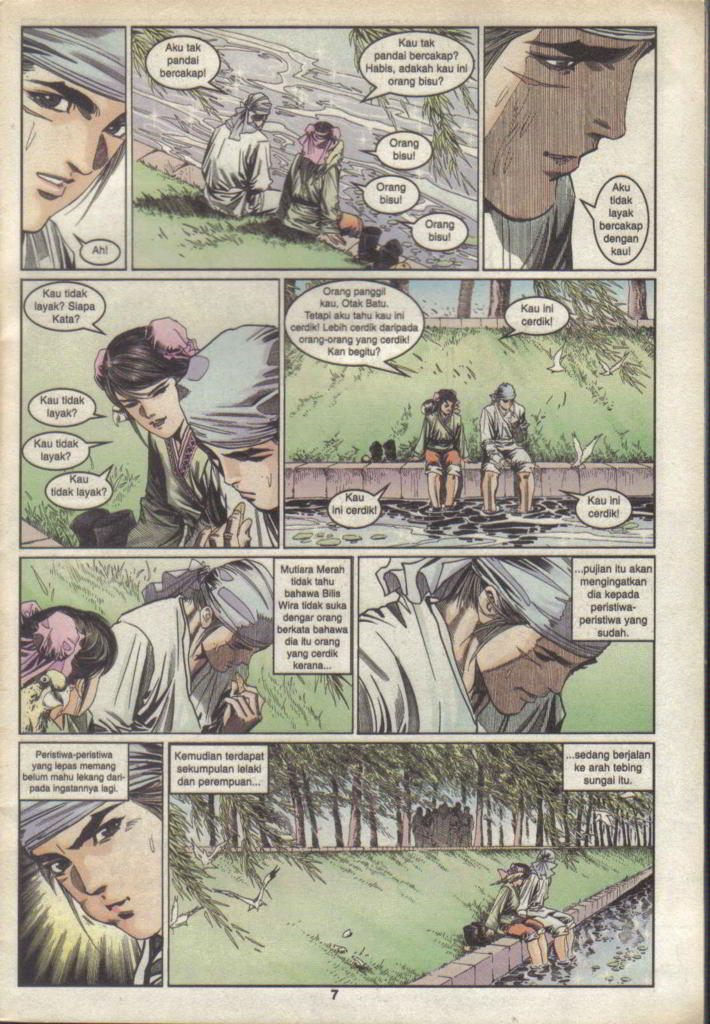 Ah!
Aku tak
pandai
bercakap!
Kau tak
pandai bercakap?
Habis, adakah kau ini
orang bisu?
Orang
bisu!
Orang
bisu!
Orang
bisu!
Aku
tidak
layak
bercakap
dengan
kau!
Kau tidak
layak? Siapa
Kata?
Kau tidak
layak?
Kau tidak
layak?
Kau
tidak layak?
Orang panggil
kau, Otak Batu.
Tetapi aku tahu kau ini
cerdik! Lebih cerdik daripada
orang-orang yang cerdik!
Kan begitu?
Kau ini
cerdik!
Kau
ini cerdik!
Kau ini
cerdik!
Mutiara Merah
tidak tahu
bahawa Bilis
Wira tidak suka
dengar orang
berkata bahawa
dia itu orang
yang cerdik
kerana...
...pujian itu akan
mengingatkan
dia kepada
peristiwa-
peristiwa yang
sudah.
Peristiwa-peristiwa
yang lepas memang
belum mahu lekang dari-
pada ingatannya lagi.
Kemudian terdapat
sekumpulan lelaki
dan perempuan...
...sedang berjalan
ke arah tebing
sungai itu.
7